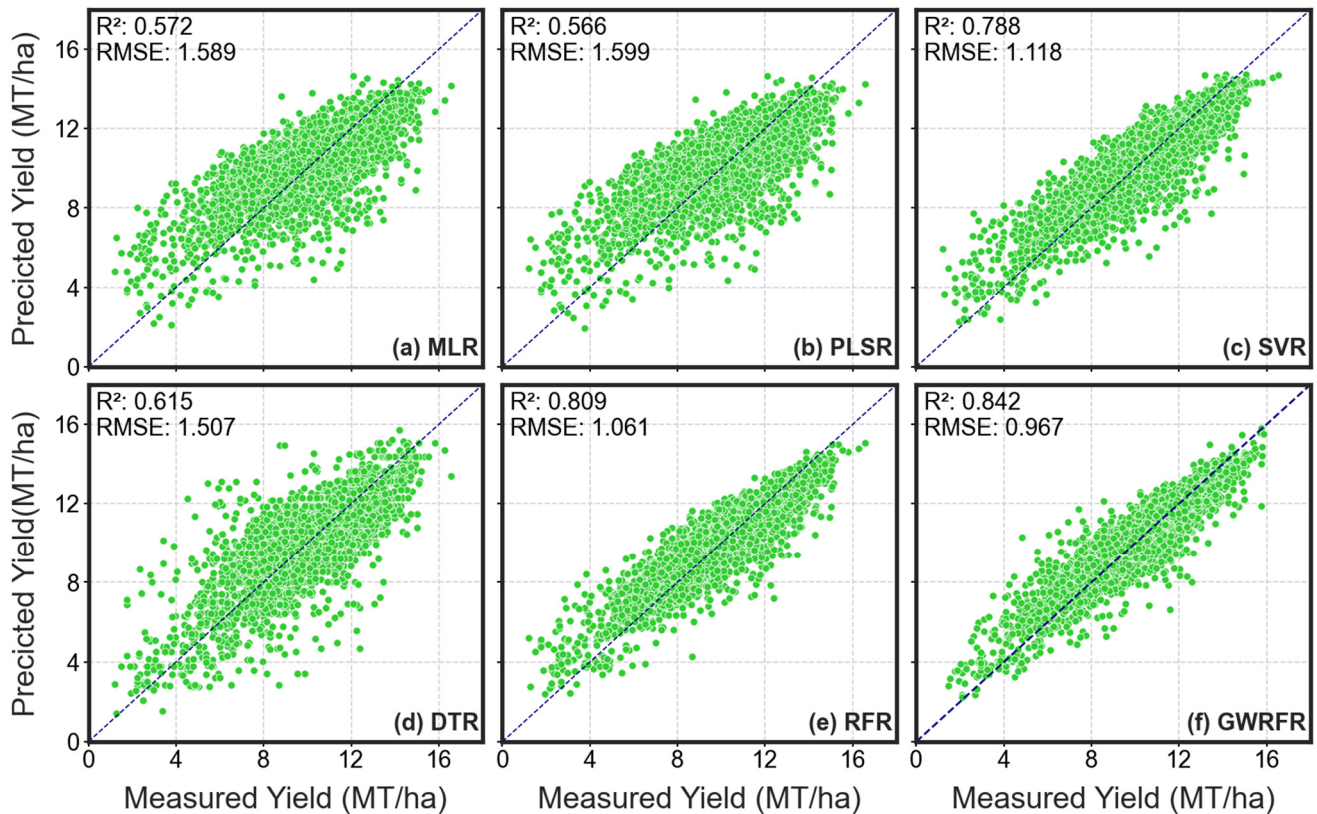 R²: 0.572
RMSE: 1.589
R²: 0.566
RMSE: 1.599
R²: 0.788
RMSE: 1.118
Precicted Yield (MT/ha)
16
12
8
4
0
(a) MLR
(b) PLSR
(c) SVR
R²: 0.615
RMSE: 1.507
R²: 0.809
RMSE: 1.061
R²: 0.842
RMSE: 0.967
Precicted Yield(MT/ha)
16
12
8
4
0
(d) DTR
(e) RFR
(f) GWRFR
0 4 8 12 16
0 4 8 12 16
0 4 8 12 16
Measured Yield (MT/ha)
Measured Yield (MT/ha)
Measured Yield (MT/ha)